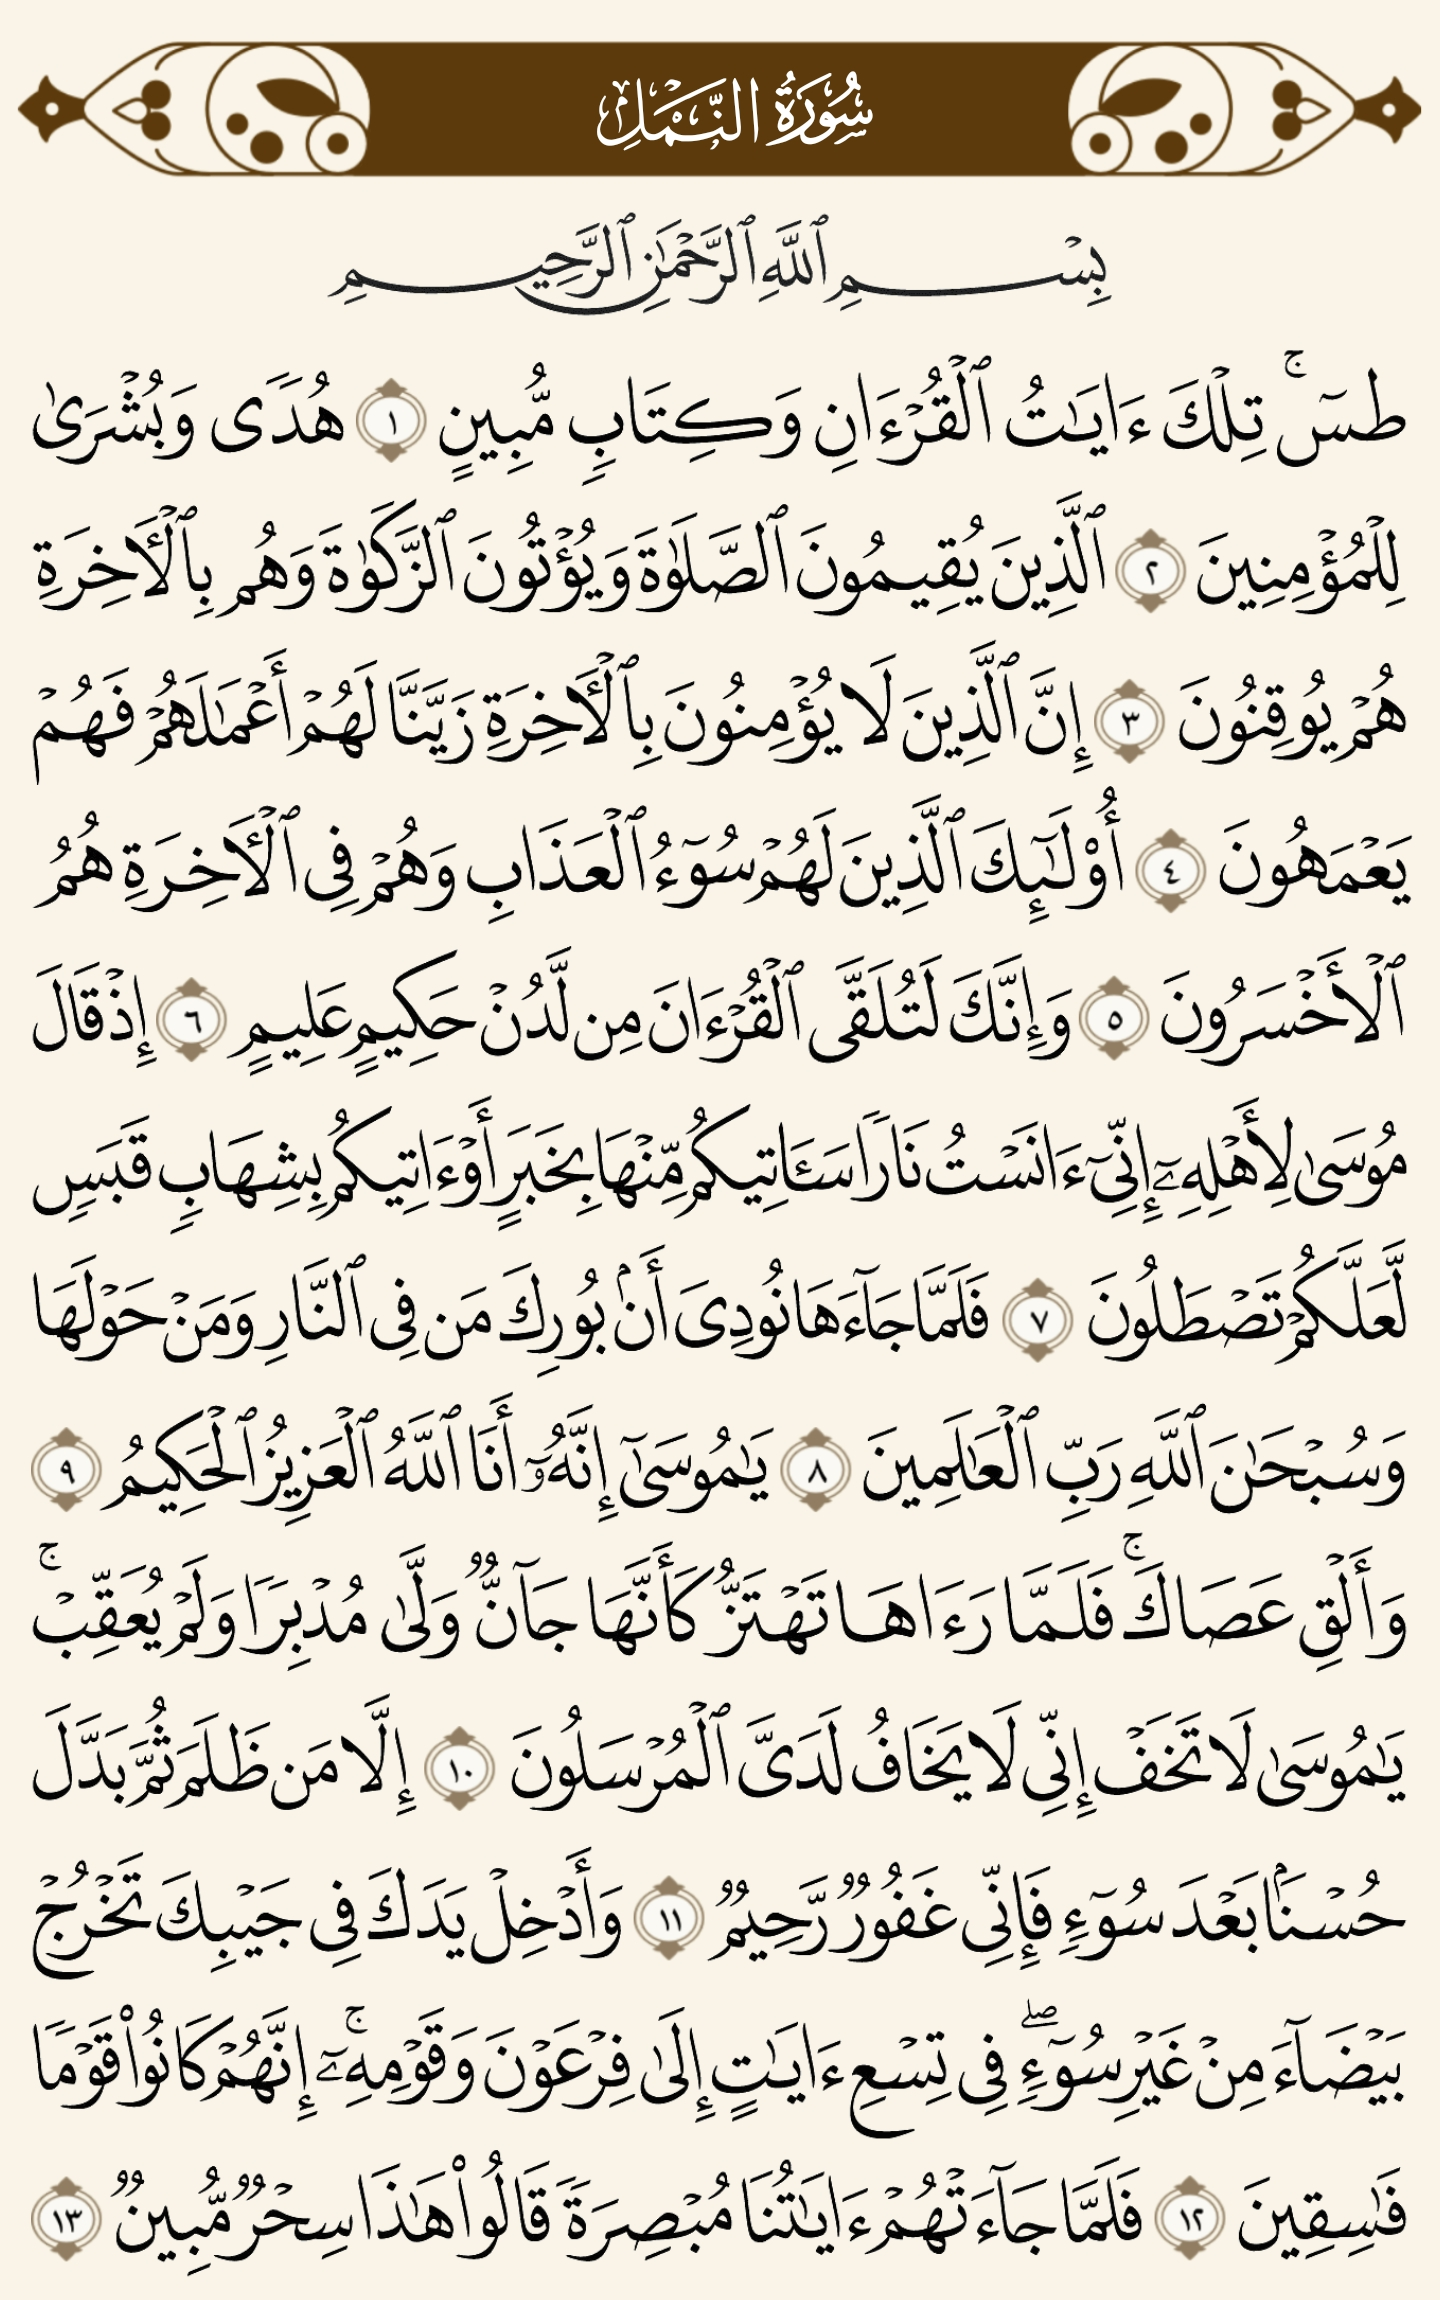 سُورَةُ النَّمۡلِ
بِسۡمِ ٱللَّهِ ٱلرَّحۡمَٰنِ ٱلرَّحِيمِ
طسٓۚ تِلۡكَ ءَايَٰتُ ٱلۡقُرۡءَانِ وَكِتَابٖ مُّبِينٍ ١ هُدٗى وَبُشۡرَىٰ
لِلۡمُؤۡمِنِينَ ٢ ٱلَّذِينَ يُقِيمُونَ ٱلصَّلَوٰةَ وَيُؤۡتُونَ ٱلزَّكَوٰةَ وَهُم بِٱلۡأٓخِرَةِ
هُمۡ يُوقِنُونَ ٣ إِنَّ ٱلَّذِينَ لَا يُؤۡمِنُونَ بِٱلۡأٓخِرَةِ زَيَّنَّا لَهُمۡ أَعۡمَٰلَهُمۡ فَهُمۡ
يَعۡمَهُونَ ٤ أُوْلَٰٓئِكَ ٱلَّذِينَ لَهُمۡ سُوٓءُ ٱلۡعَذَابِ وَهُمۡ فِي ٱلۡأٓخِرَةِ هُمُ
ٱلۡأَخۡسَرُونَ ٥ وَإِنَّكَ لَتُلَقَّى ٱلۡقُرۡءَانَ مِن لَّدُنۡ حَكِيمٍ عَلِيمٍ ٦ إِذۡ قَالَ
مُوسَىٰ لِأَهۡلِهِۦٓ إِنِّيٓ ءَانَسۡتُ نَارٗا سَـَٔاتِيكُم مِّنۡهَا بِخَبَرٍ أَوۡ ءَاتِيكُم بِشِهَابٖ قَبَسٖ
لَّعَلَّكُمۡ تَصۡطَلُونَ ٧ فَلَمَّا جَآءَهَا نُودِيَ أَنۢ بُورِكَ مَن فِي ٱلنَّارِ وَمَنۡ حَوۡلَهَا
وَسُبۡحَٰنَ ٱللَّهِ رَبِّ ٱلۡعَٰلَمِينَ ٨ يَٰمُوسَىٰٓ إِنَّهُۥٓ أَنَا ٱللَّهُ ٱلۡعَزِيزُ ٱلۡحَكِيمُ ٩
وَأَلۡقِ عَصَاكَۚ فَلَمَّا رَءَاهَا تَهۡتَزُّ كَأَنَّهَا جَآنّٞ وَلَّىٰ مُدۡبِرٗا وَلَمۡ يُعَقِّبۡۚ
يَٰمُوسَىٰ لَا تَخَفۡ إِنِّي لَا يَخَافُ لَدَيَّ ٱلۡمُرۡسَلُونَ ١٠ إِلَّا مَن ظَلَمَ ثُمَّ بَدَّلَ
حُسۡنَۢا بَعۡدَ سُوٓءٖ فَإِنِّي غَفُورٞ رَّحِيمٞ ١١ وَأَدۡخِلۡ يَدَكَ فِي جَيۡبِكَ تَخۡرُجۡ
بَيۡضَآءَ مِنۡ غَيۡرِ سُوٓءٖۖ فِي تِسۡعِ ءَايَٰتٍ إِلَىٰ فِرۡعَوۡنَ وَقَوۡمِهِۦٓۚ إِنَّهُمۡ كَانُواْ قَوۡمٗا
فَٰسِقِينَ ١٢ فَلَمَّا جَآءَتۡهُمۡ ءَايَٰتُنَا مُبۡصِرَةٗ قَالُواْ هَٰذَا سِحۡرٞ مُّبِينٞ ١٣